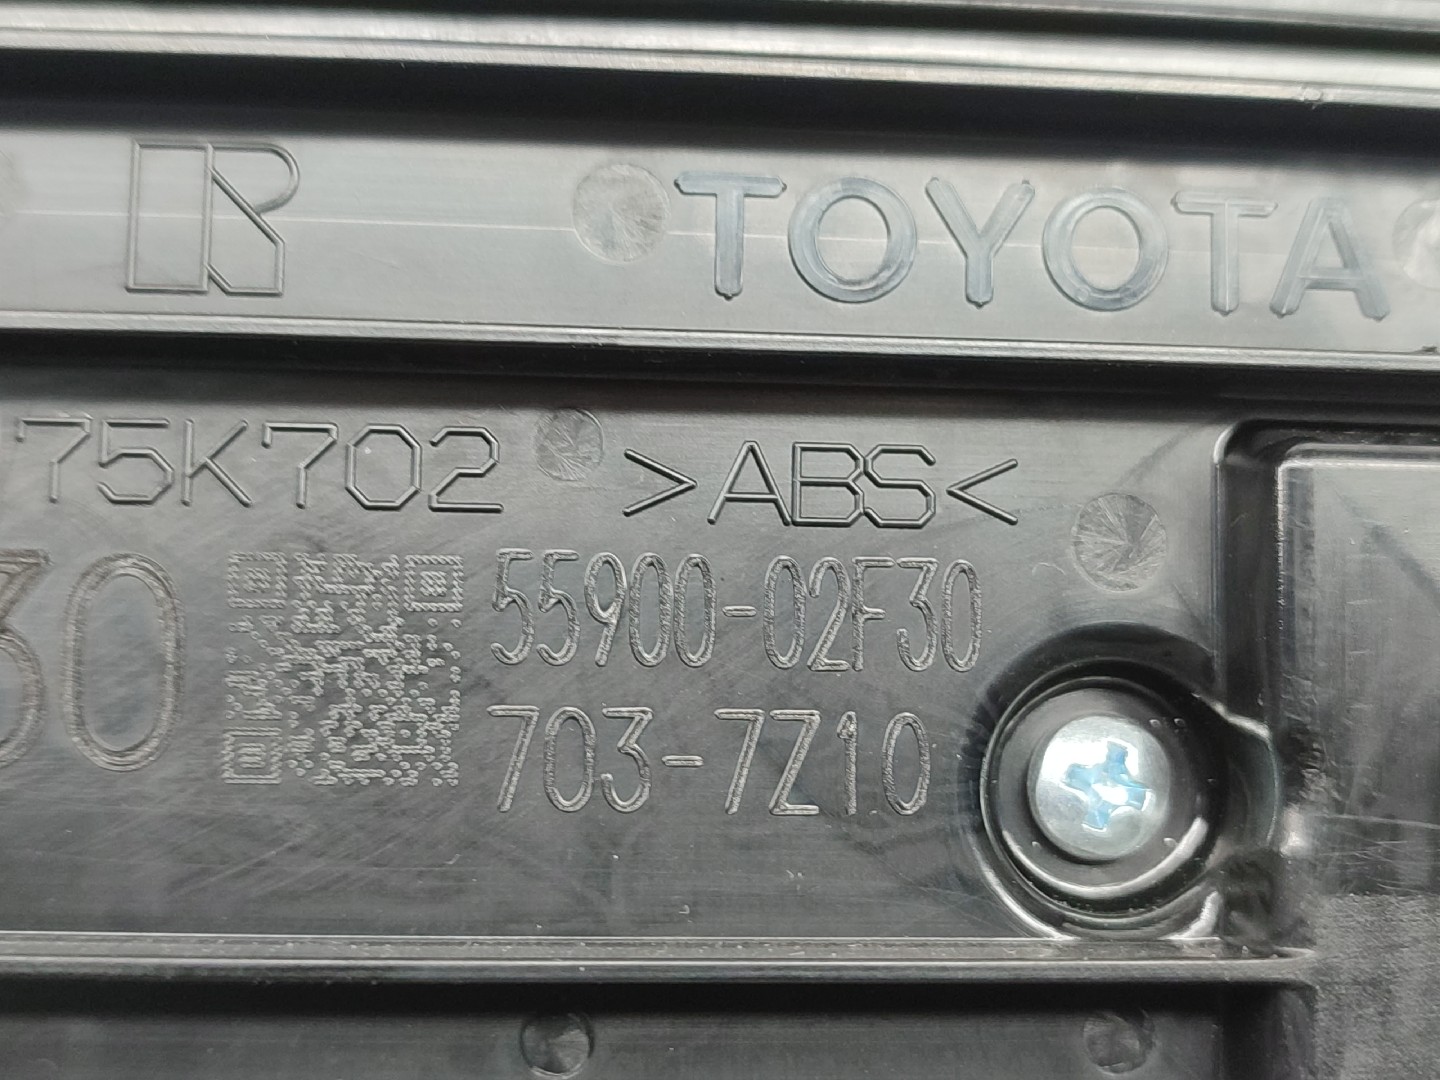 R TOYOTA
75K702 >ABS<
30 55900-02F30
703-7Z10